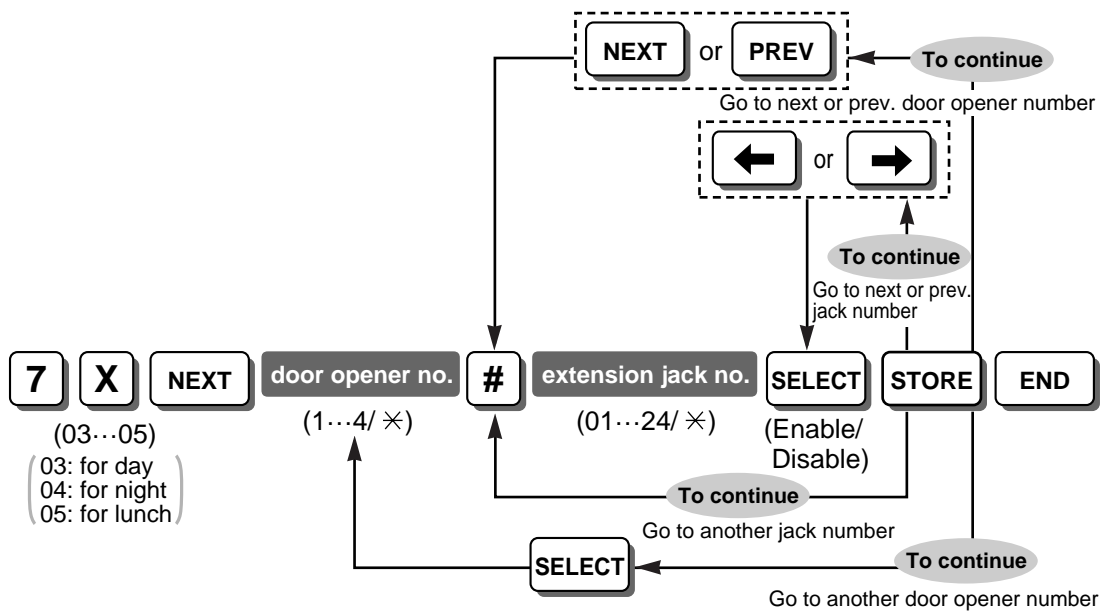 NEXT or PREV
To continue
Go to next or prev. door opener number
or
To continue
Go to next or prev.
jack number
7 X NEXT door opener no. # extension jack no. SELECT STORE END
(03···05)
(1···4/ ✳)
(01···24/ ✳)
(Enable/
Disable)
03: for day
04: for night
05: for lunch
To continue
Go to another jack number
SELECT
To continue
Go to another door opener number